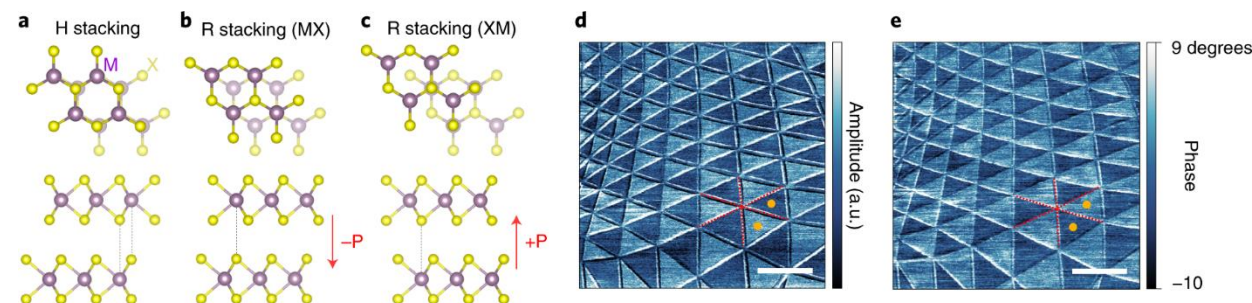 a
H stacking
M
X
b
R stacking (MX)
–P
c
R stacking (XM)
+P
d
Amplitude (a.u.)
e
9 degrees
Phase
–10